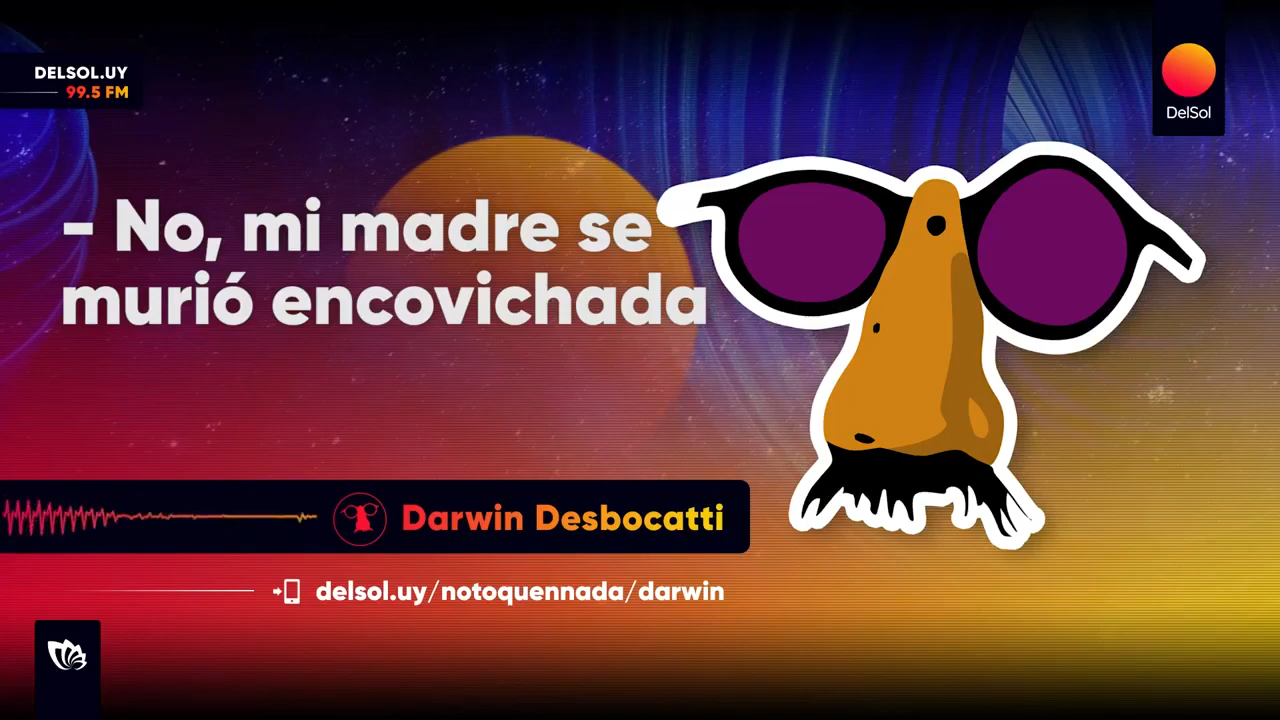 DELSOL.UY
99.5 FM
DelSol
- No, mi madre se
murió encovichada
Darwin Desbocatti
delsol.uy/notoquennada/darwin